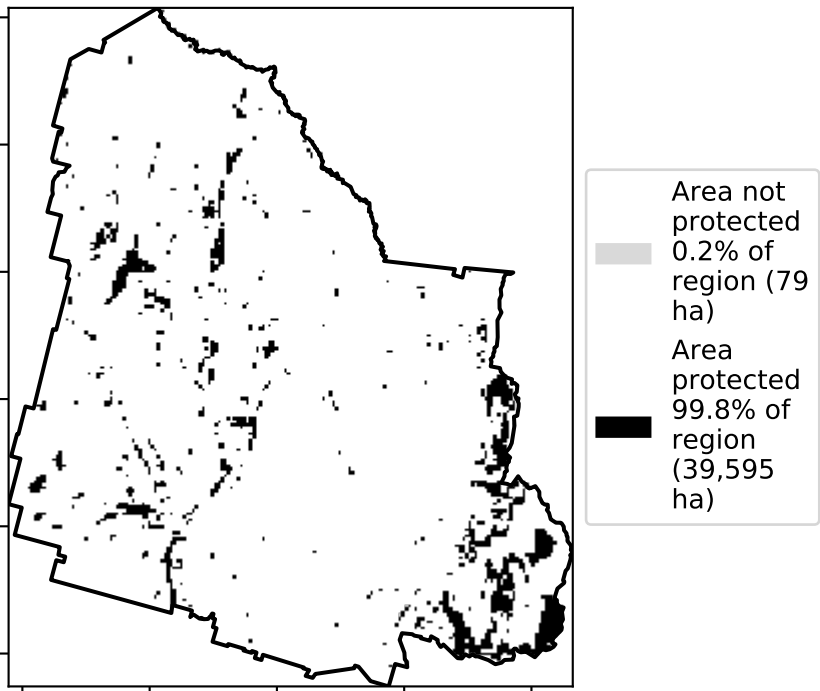 Area not
protected
0.2% of
region (79
ha)
Area
protected
99.8% of
region
(39,595
ha)